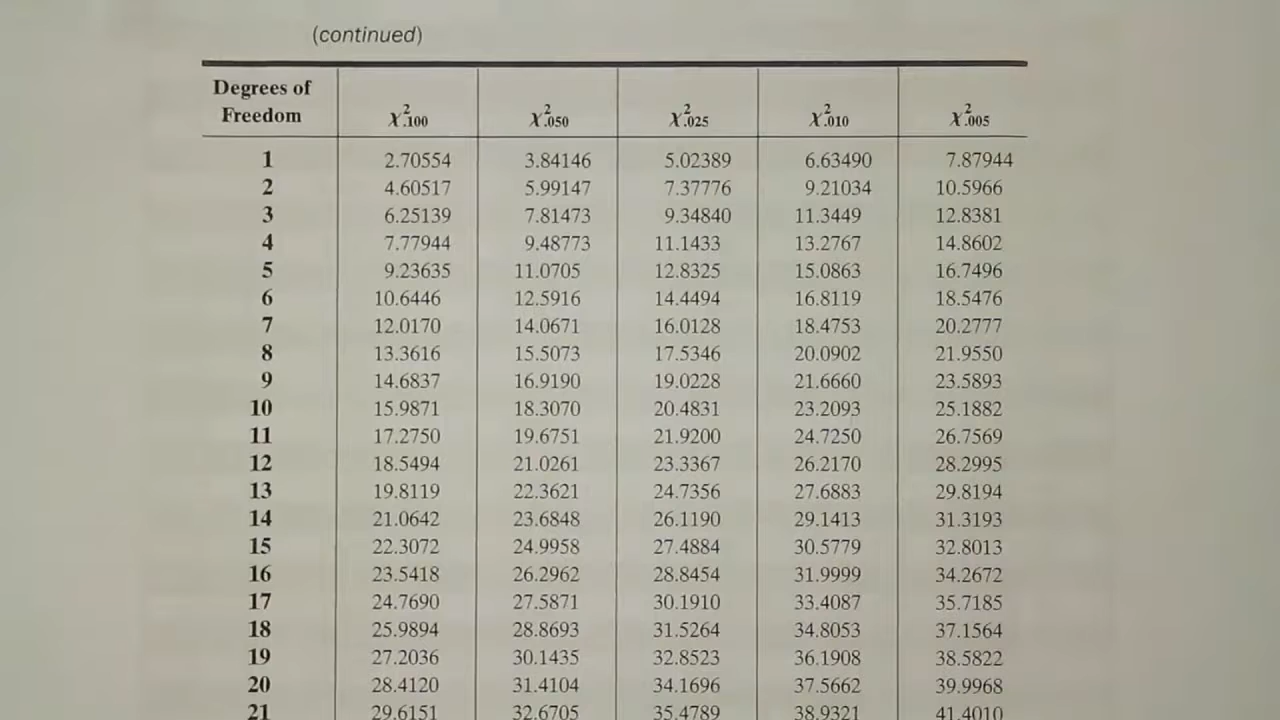 (continued)
Degrees of
Freedom χ².100 χ².050 χ².025 χ².010 χ².005
1 2.70554 3.84146 5.02389 6.63490 7.87944
2 4.60517 5.99147 7.37776 9.21034 10.5966
3 6.25139 7.81473 9.34840 11.3449 12.8381
4 7.77944 9.48773 11.1433 13.2767 14.8602
5 9.23635 11.0705 12.8325 15.0863 16.7496
6 10.6446 12.5916 14.4494 16.8119 18.5476
7 12.0170 14.0671 16.0128 18.4753 20.2777
8 13.3616 15.5073 17.5346 20.0902 21.9550
9 14.6837 16.9190 19.0228 21.6660 23.5893
10 15.9871 18.3070 20.4831 23.2093 25.1882
11 17.2750 19.6751 21.9200 24.7250 26.7569
12 18.5494 21.0261 23.3367 26.2170 28.2995
13 19.8119 22.3621 24.7356 27.6883 29.8194
14 21.0642 23.6848 26.1190 29.1413 31.3193
15 22.3072 24.9958 27.4884 30.5779 32.8013
16 23.5418 26.2962 28.8454 31.9999 34.2672
17 24.7690 27.5871 30.1910 33.4087 35.7185
18 25.9894 28.8693 31.5264 34.8053 37.1564
19 27.2036 30.1435 32.8523 36.1908 38.5822
20 28.4120 31.4104 34.1696 37.5662 39.9968
21 29.6151 32.6705 35.4789 38.9321 41.4010